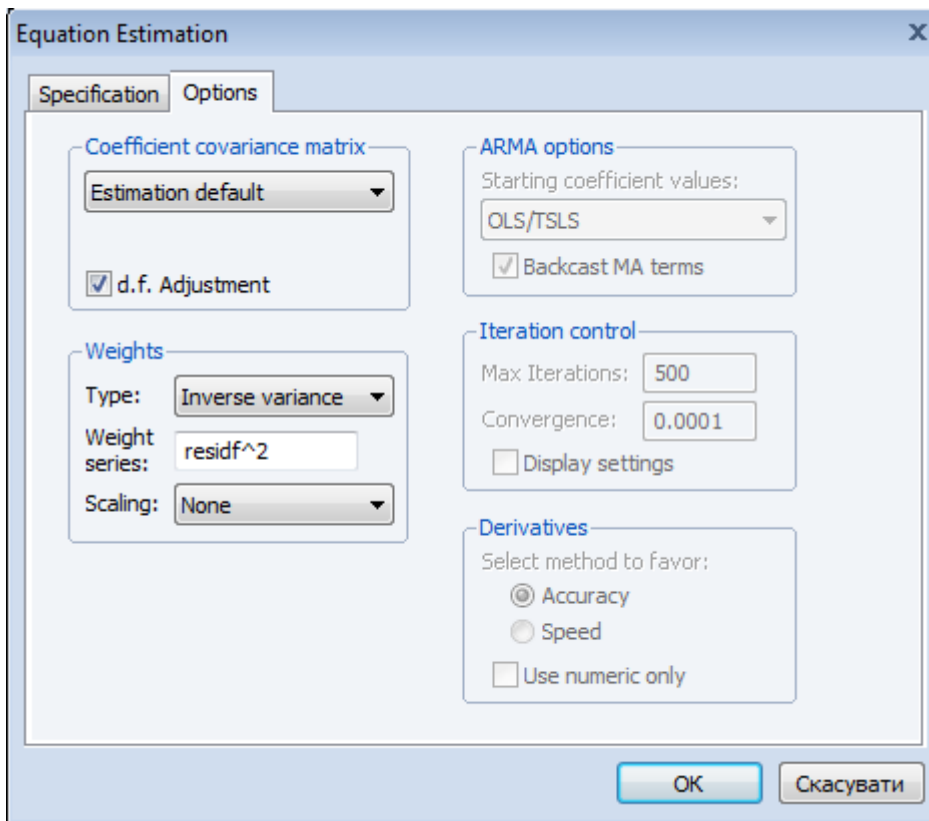 Equation Estimation
Specification
Options
Coefficient covariance matrix
Estimation default
d.f. Adjustment
Weights
Type:
Inverse variance
Weight
series:
residf^2
Scaling:
None
ARMA options
Starting coefficient values:
OLS/TSLS
Backcast MA terms
Iteration control
Max Iterations:
500
Convergence:
0.0001
Display settings
Derivatives
Select method to favor:
Accuracy
Speed
Use numeric only
OK
Скасувати